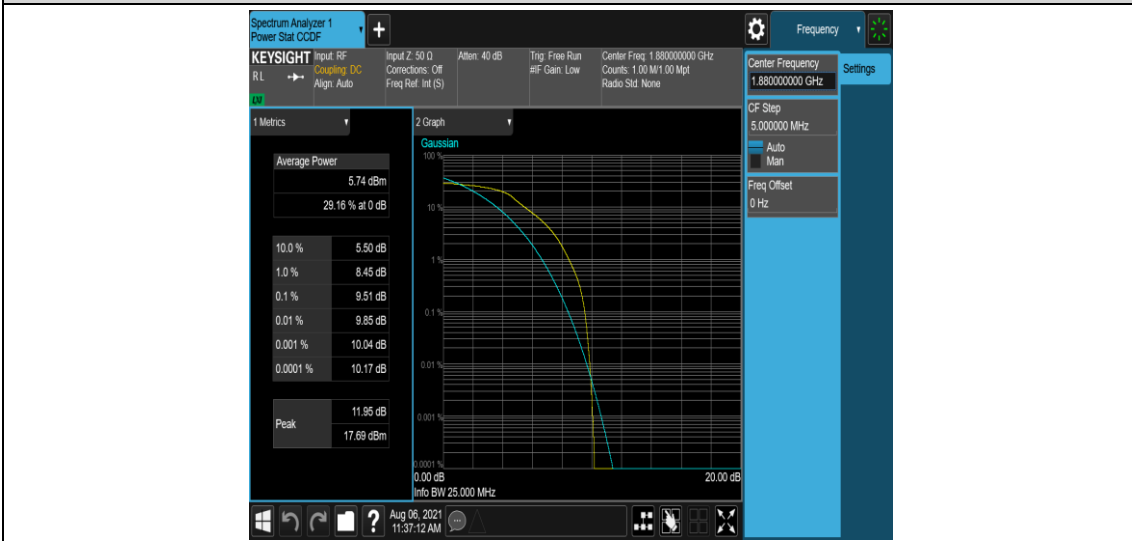 Spectrum Analyzer 1
Power Stat CCDF
+
Frequency
KEYSIGHT
Input: RF
Coupling: DC
Align: Auto
Input Z: 50 Ω
Corrections: Off
Freq Ref: Int (S)
Atten: 40 dB
Trig: Free Run
#IF Gain: Low
Center Freq: 1.880000000 GHz
Counts: 1.00 M/1.00 Mpt
Radio Std: None
RL
LXI
Center Frequency
1.880000000 GHz
Settings
CF Step
5.000000 MHz
Auto
Man
Freq Offset
0 Hz
1 Metrics
Average Power
5.74 dBm
29.16 % at 0 dB
10.0 % 5.50 dB
1.0 % 8.45 dB
0.1 % 9.51 dB
0.01 % 9.85 dB
0.001 % 10.04 dB
0.0001 % 10.17 dB
Peak
11.95 dB
17.69 dBm
2 Graph
Gaussian
100 %
10 %
1 %
0.1 %
0.01 %
0.001 %
0.0001 %
0.00 dB 20.00 dB
Info BW 25.000 MHz
?
Aug 06, 2021
11:37:12 AM